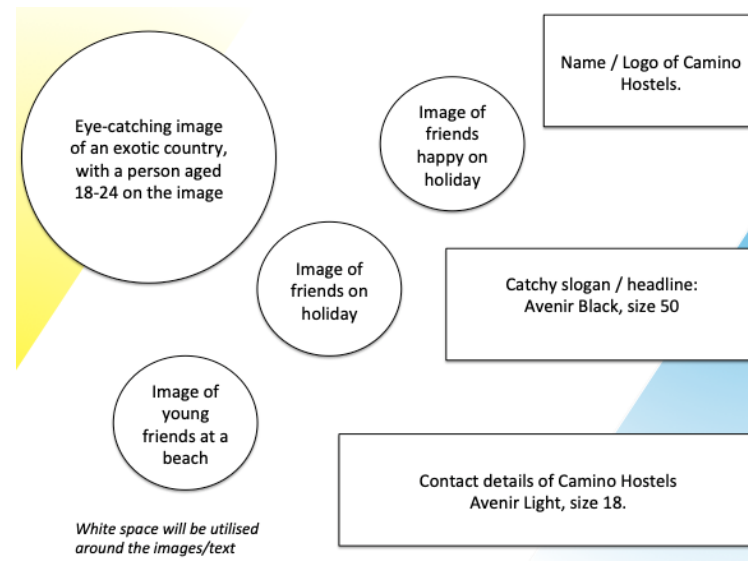 Eye-catching image
of an exotic country,
with a person aged
18-24 on the image
Image of
friends
happy on
holiday
Name / Logo of Camino
Hostels.
Image of
friends on
holiday
Catchy slogan / headline:
Avenir Black, size 50
Image of
young
friends at a
beach
Contact details of Camino Hostels
Avenir Light, size 18.
White space will be utilised
around the images/text